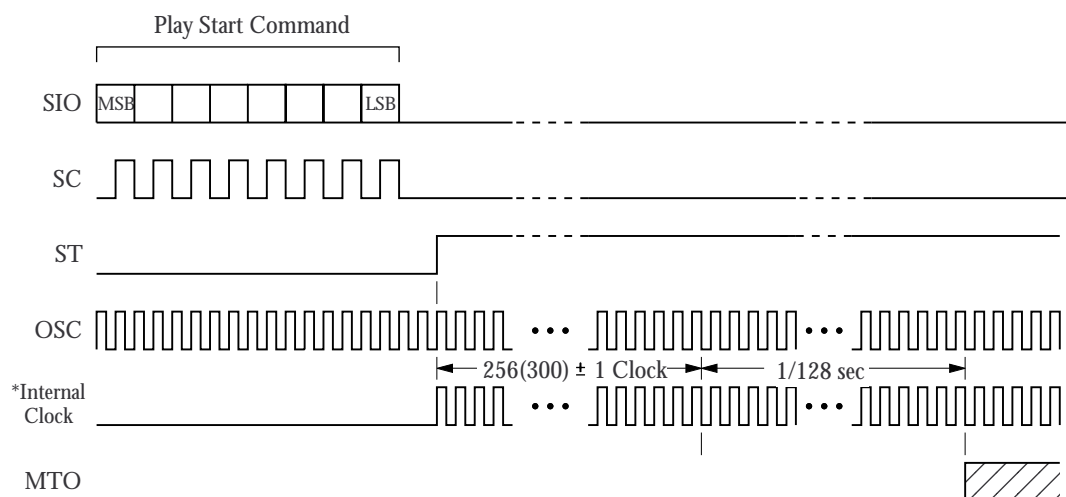 Play Start Command
SIO
MSB
LSB
SC
ST
OSC
256(300) ± 1 Clock
1/128 sec
*Internal
Clock
MTO